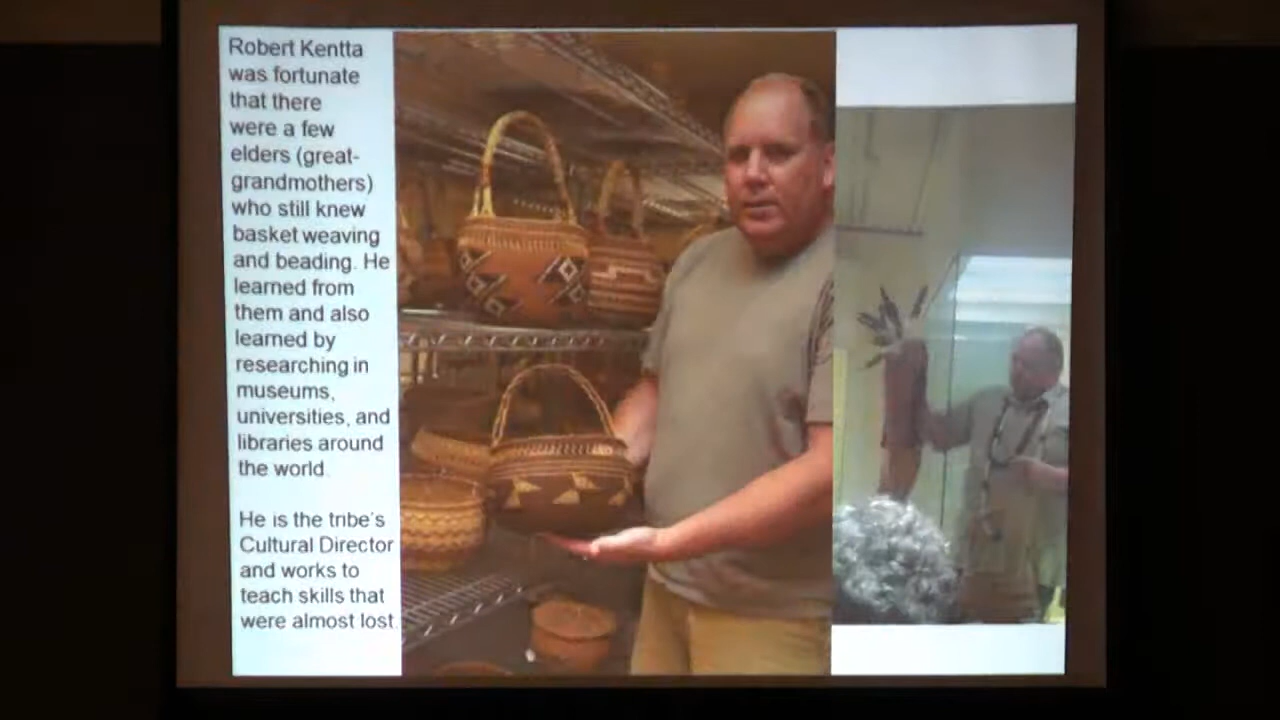 Robert Kentta
was fortunate
that there
were a few
elders (great-
grandmothers)
who still knew
basket weaving
and beading. He
learned from
them and also
learned by
researching in
museums,
universities, and
libraries around
the world.
He is the tribe's
Cultural Director
and works to
teach skills that
were almost lost.